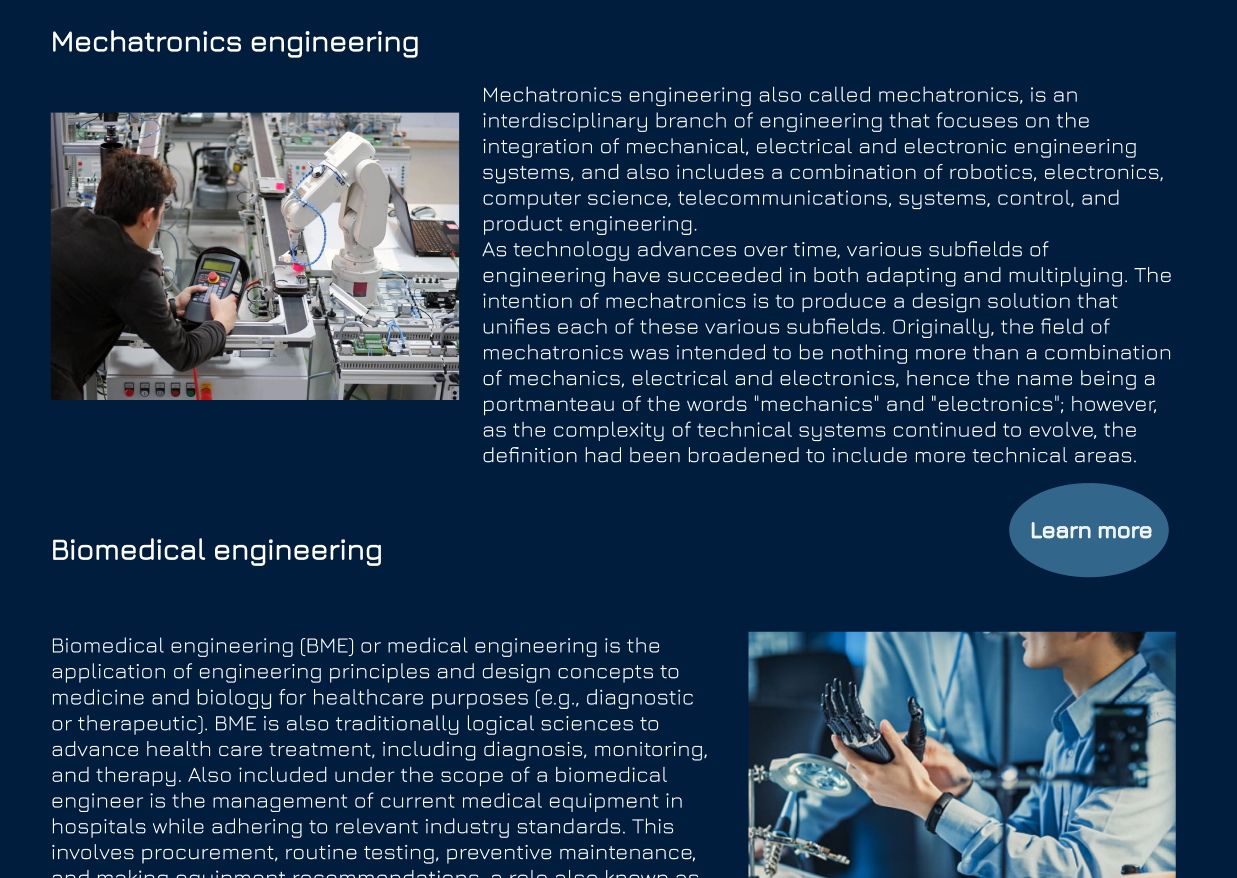 Mechatronics engineering
Mechatronics engineering also called mechatronics, is an
interdisciplinary branch of engineering that focuses on the
integration of mechanical, electrical and electronic engineering
systems, and also includes a combination of robotics, electronics,
computer science, telecommunications, systems, control, and
product engineering.
As technology advances over time, various subfields of
engineering have succeeded in both adapting and multiplying. The
intention of mechatronics is to produce a design solution that
unifies each of these various subfields. Originally, the field of
mechatronics was intended to be nothing more than a combination
of mechanics, electrical and electronics, hence the name being a
portmanteau of the words "mechanics" and "electronics"; however,
as the complexity of technical systems continued to evolve, the
definition had been broadened to include more technical areas.
Learn more
Biomedical engineering
Biomedical engineering (BME) or medical engineering is the
application of engineering principles and design concepts to
medicine and biology for healthcare purposes (e.g., diagnostic
or therapeutic). BME is also traditionally logical sciences to
advance health care treatment, including diagnosis, monitoring,
and therapy. Also included under the scope of a biomedical
engineer is the management of current medical equipment in
hospitals while adhering to relevant industry standards. This
involves procurement, routine testing, preventive maintenance,
and making equipment recommendations, a role also known as